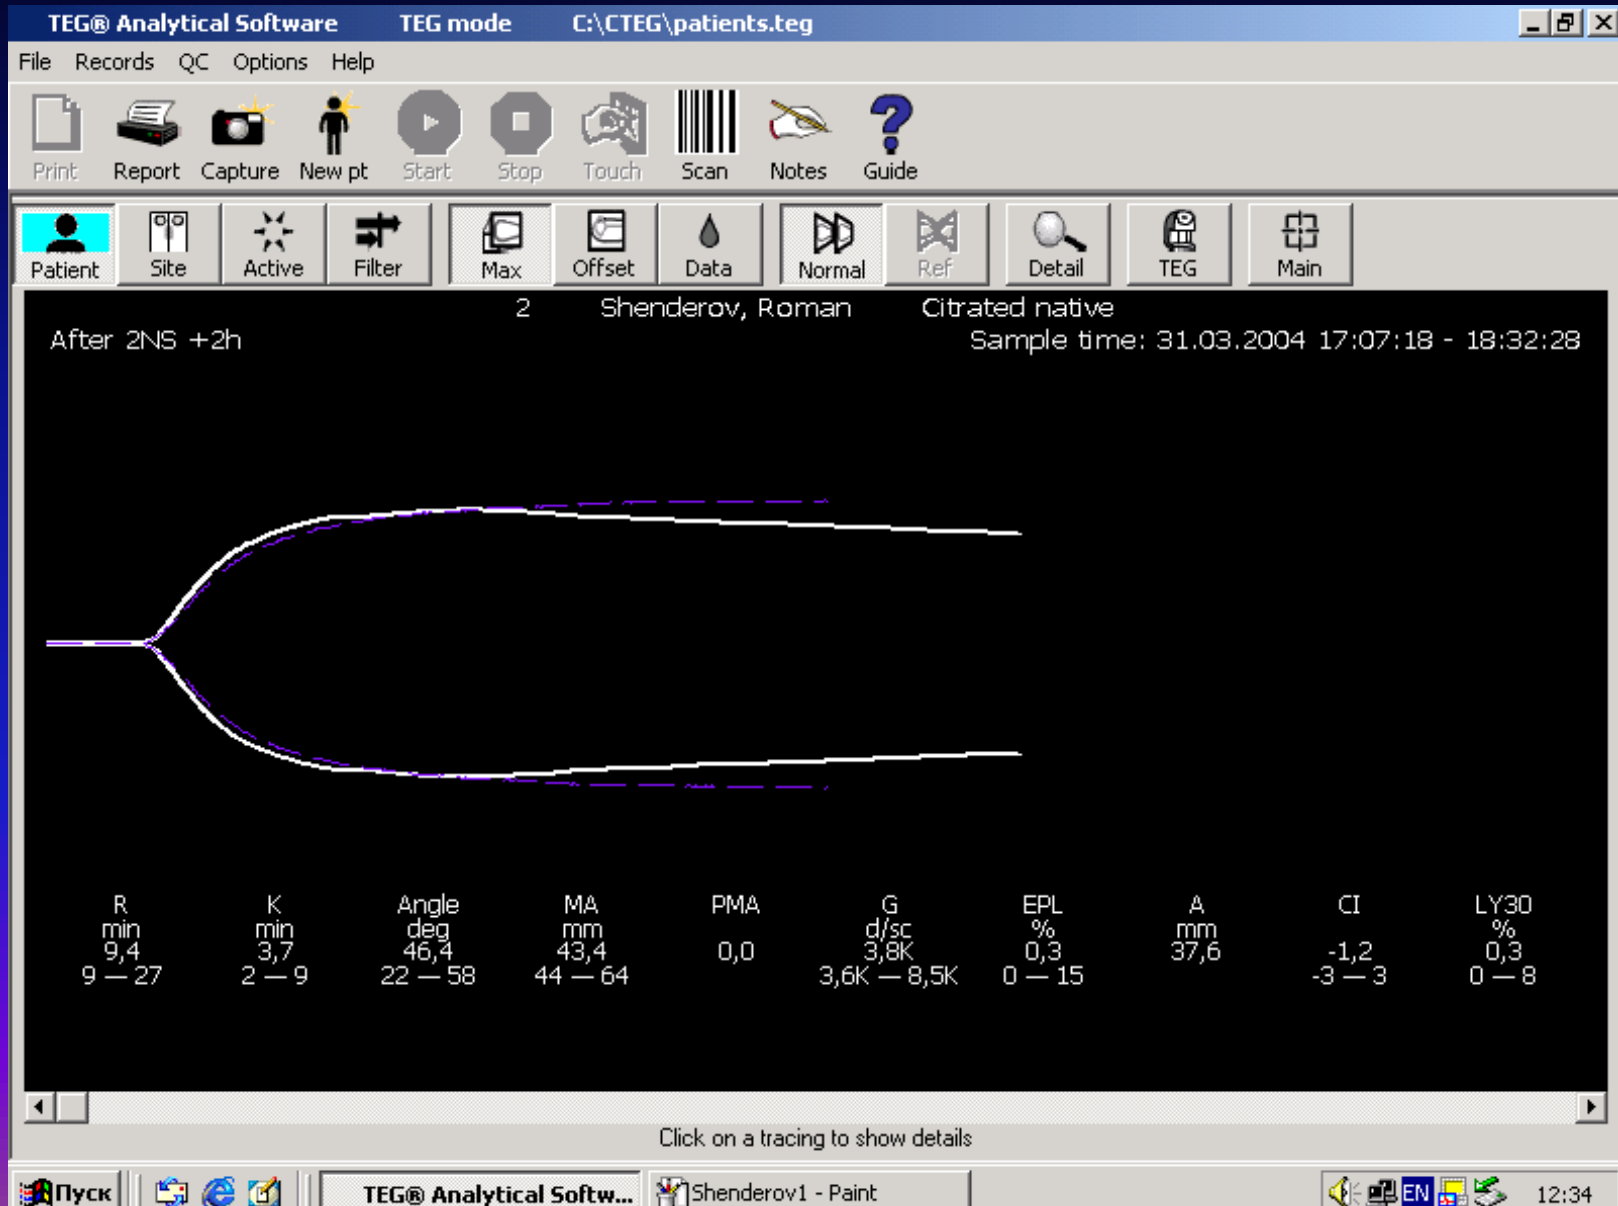 TEG® Analytical Software TEG mode C:\CTEG\patients.teg
File Records QC Options Help
Print Report Capture New pt Start Stop Touch Scan Notes Guide
Patient Site Active Filter Max Offset Data Normal Ref Detail TEG Main
2 Shenderov, Roman Citrated native
After 2NS +2h Sample time: 31.03.2004 17:07:18 - 18:32:28
R K Angle MA PMA G EPL A CI LY30
min min deg mm d/sc % mm %
9,4 3,7 46,4 43,4 0,0 3,8K 0,3 37,6 -1,2 0,3
9 — 27 2 — 9 22 — 58 44 — 64 3,6K — 8,5K 0 — 15 -3 — 3 0 — 8
Click on a tracing to show details
Пуск TEG® Analytical Softw... Shenderov1 - Paint EN 12:34